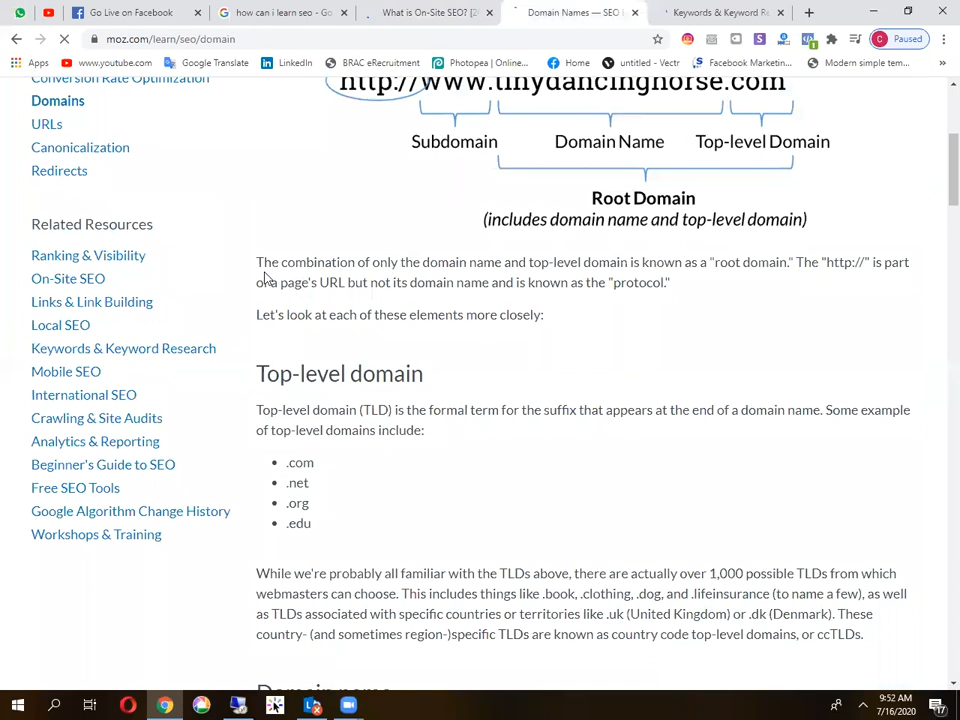 Go Live on Facebook
how can i learn seo - Go
What is On-Site SEO? [2
Domain Names — SEO B
Keywords & Keyword Re
moz.com/learn/seo/domain
Paused
Apps
www.youtube.com
Google Translate
LinkedIn
BRAC eRecruitment
Photopea | Online...
Home
untitled - Vectr
Facebook Marketin...
Modern simple tem...
Conversion Rate Optimization
Domains
URLs
Canonicalization
Redirects
Related Resources
Ranking & Visibility
On-Site SEO
Links & Link Building
Local SEO
Keywords & Keyword Research
Mobile SEO
International SEO
Crawling & Site Audits
Analytics & Reporting
Beginner's Guide to SEO
Free SEO Tools
Google Algorithm Change History
Workshops & Training
http://www.tinydancinghorse.com
Subdomain Domain Name Top-level Domain
Root Domain
(includes domain name and top-level domain)
The combination of only the domain name and top-level domain is known as a "root domain." The "http://" is part
of a page's URL but not its domain name and is known as the "protocol."
Let's look at each of these elements more closely:
Top-level domain
Top-level domain (TLD) is the formal term for the suffix that appears at the end of a domain name. Some example
of top-level domains include:
.com
.net
.org
.edu
While we're probably all familiar with the TLDs above, there are actually over 1,000 possible TLDs from which
webmasters can choose. This includes things like .book, .clothing, .dog, and .lifeinsurance (to name a few), as well
as TLDs associated with specific countries or territories like .uk (United Kingdom) or .dk (Denmark). These
country- (and sometimes region-)specific TLDs are known as country code top-level domains, or ccTLDs.
Domain name
9:52 AM
7/16/2020
17